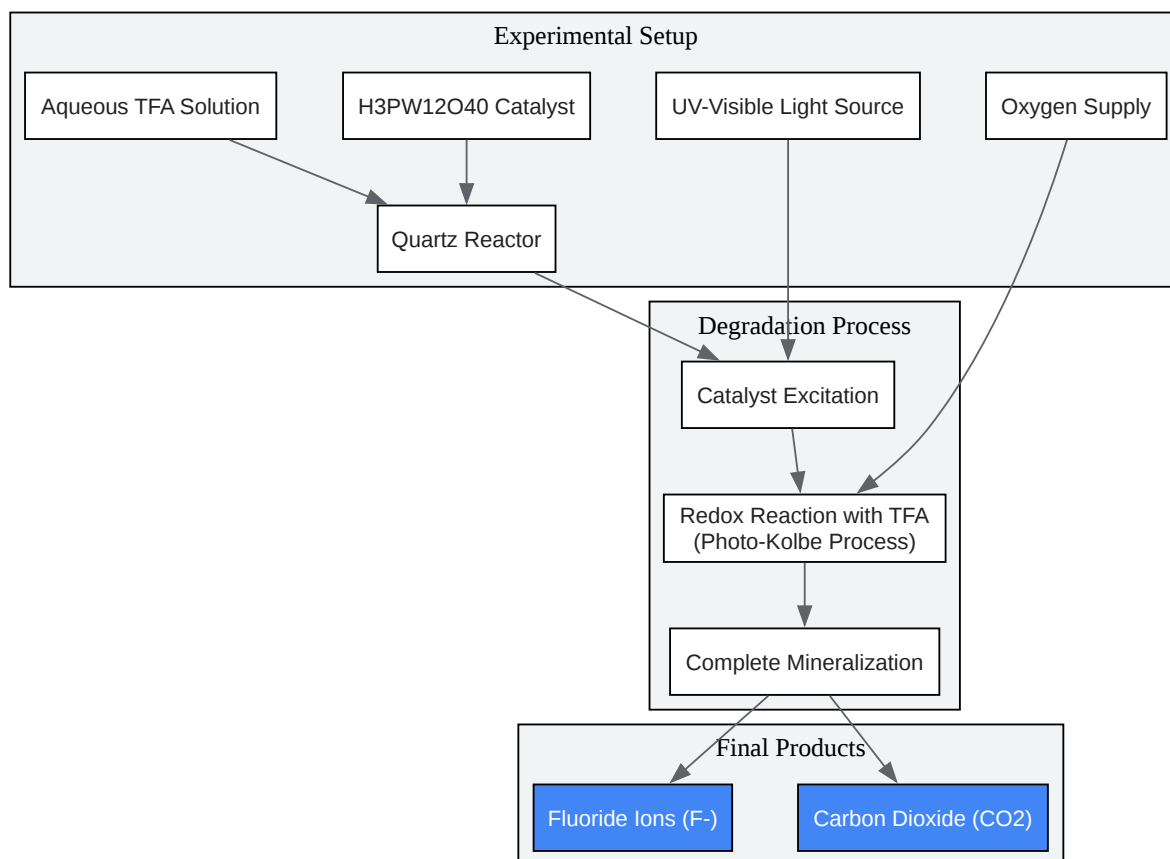 Experimental Setup
Aqueous TFA Solution
H3PW12O40 Catalyst
UV-Visible Light Source
Oxygen Supply
Quartz Reactor
Degradation Process
Catalyst Excitation
Redox Reaction with TFA
(Photo-Kolbe Process)
Complete Mineralization
Final Products
Fluoride Ions (F-)
Carbon Dioxide (CO2)